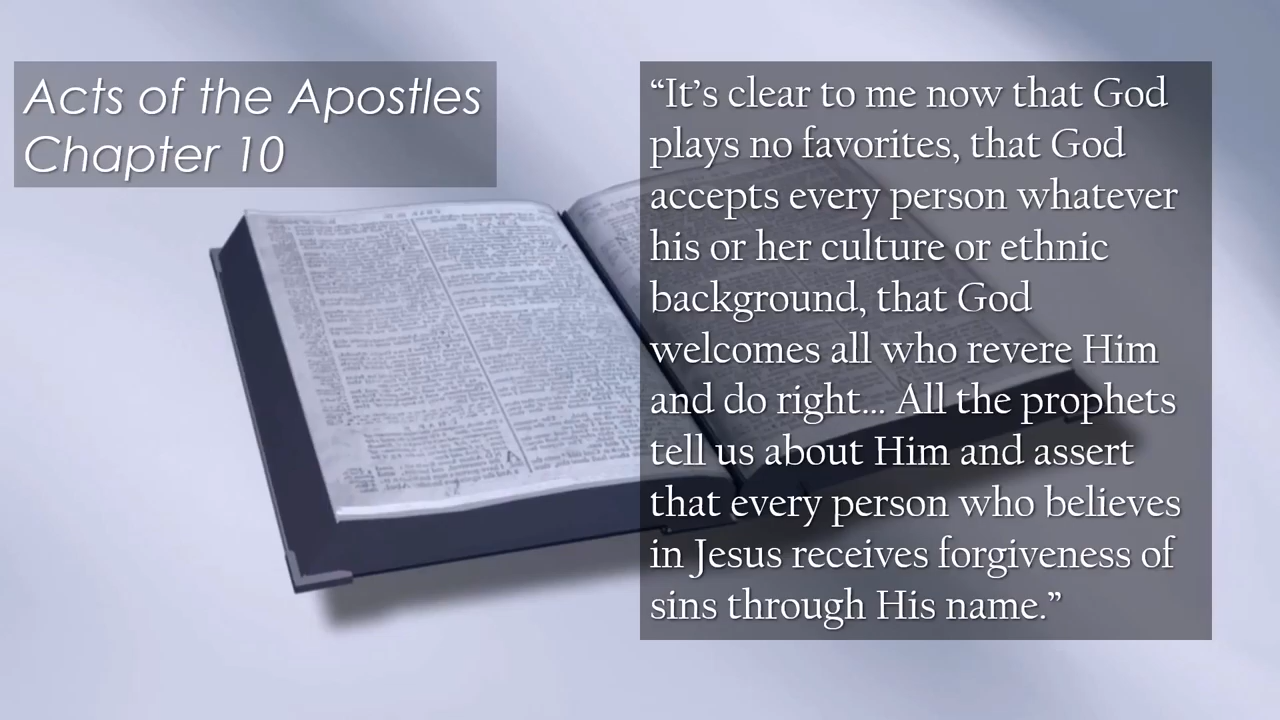 Acts of the Apostles
Chapter 10
“It’s clear to me now that God
plays no favorites, that God
accepts every person whatever
his or her culture or ethnic
background, that God
welcomes all who revere Him
and do right... All the prophets
tell us about Him and assert
that every person who believes
in Jesus receives forgiveness of
sins through His name.”